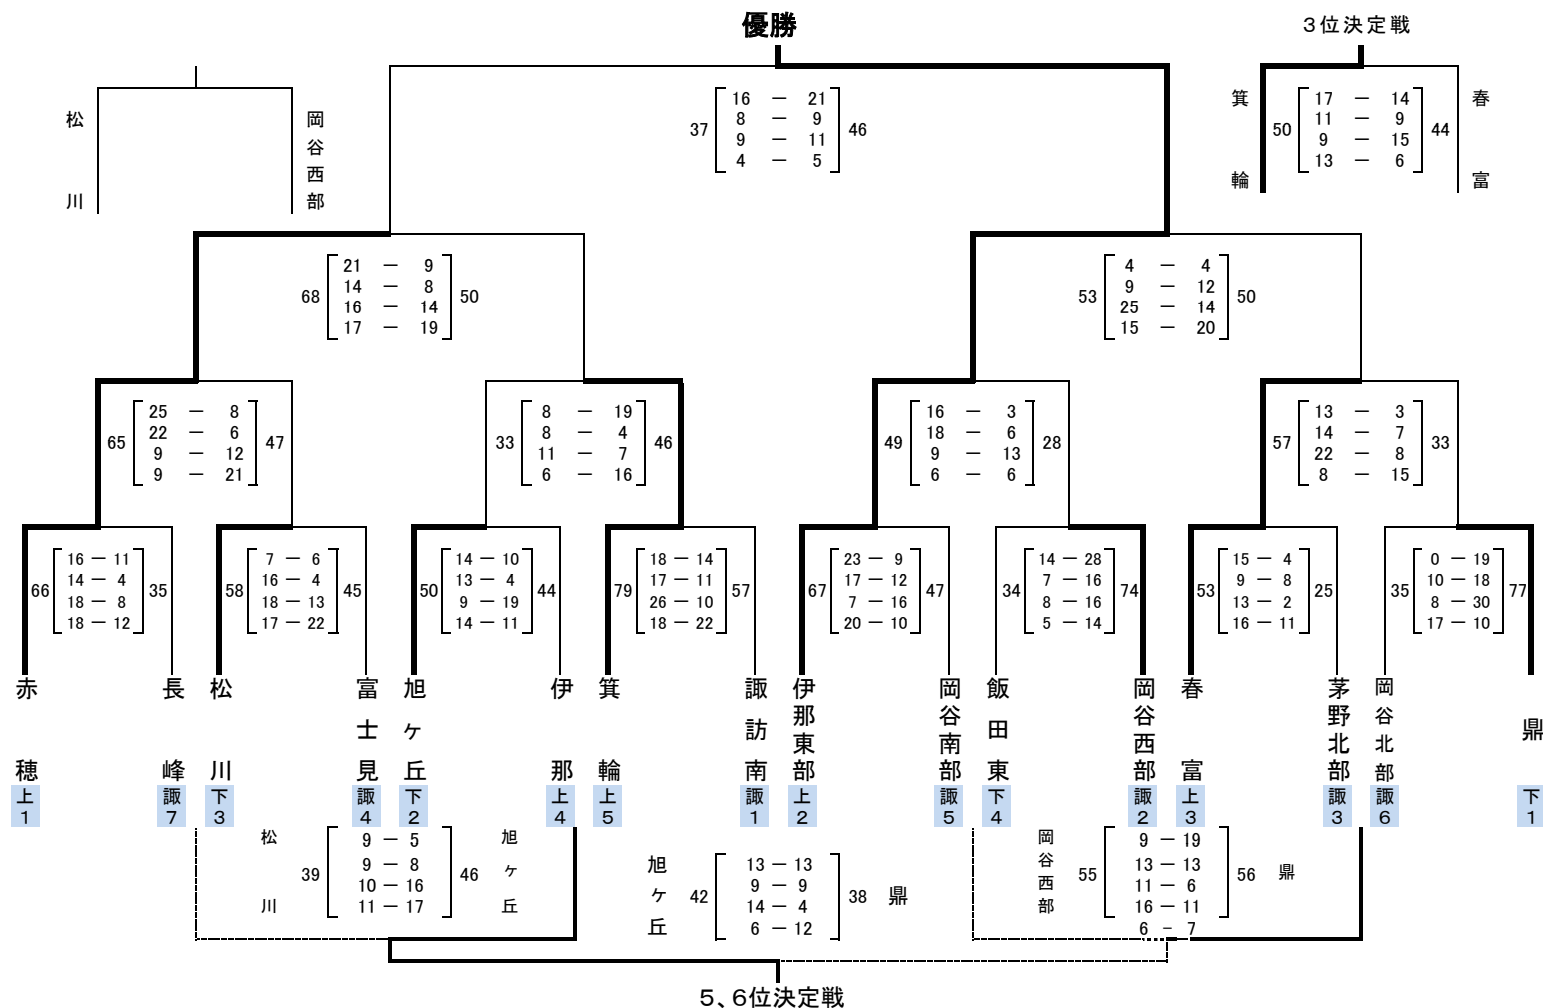 優勝
3位決定戦
松川
岡谷西部
37 16 － 21 46
8 － 9
9 － 11
4 － 5
箕輪
50 17 － 14 44
11 － 9
9 － 15
13 － 6
春富
68 21 － 9 50
14 － 8
16 － 14
17 － 19
53 4 － 4 50
9 － 12
25 － 14
15 － 20
65 25 － 8 47
22 － 6
9 － 12
9 － 21
33 8 － 19 46
8 － 4
11 － 7
6 － 16
49 16 － 3 28
18 － 6
9 － 13
6 － 6
57 13 － 3 33
14 － 7
22 － 8
8 － 15
66 16 － 11 35
14 － 4
18 － 8
18 － 12
58 7 － 6 45
16 － 4
18 － 13
17 － 22
50 14 － 10 44
13 － 4
9 － 19
14 － 11
79 18 － 14 57
17 － 11
26 － 10
18 － 22
67 23 － 9 47
17 － 12
7 － 16
20 － 10
34 14 － 28 74
7 － 16
8 － 16
5 － 14
53 15 － 4 25
9 － 8
13 － 2
16 － 11
35 0 － 19 77
10 － 18
8 － 30
17 － 10
赤穂
上1
長峰
諏7
松川
下3
富士見
諏4
旭ヶ丘
下2
伊那
上4
箕輪
上5
諏訪南
諏1
伊那東部
上2
岡谷南部
諏5
飯田東
下4
岡谷西部
諏2
春富
上3
茅野北部
諏3
岡谷北部
諏6
鼎
下1
松川
39 9 － 5 46
9 － 8
10 － 16
11 － 17
旭ヶ丘
旭ヶ丘
42 13 － 13 38
9 － 9
14 － 4
6 － 12
鼎
岡谷西部
55 9 － 19 56
13 － 13
11 － 6
16 － 11
6 － 7
鼎
5、6位決定戦